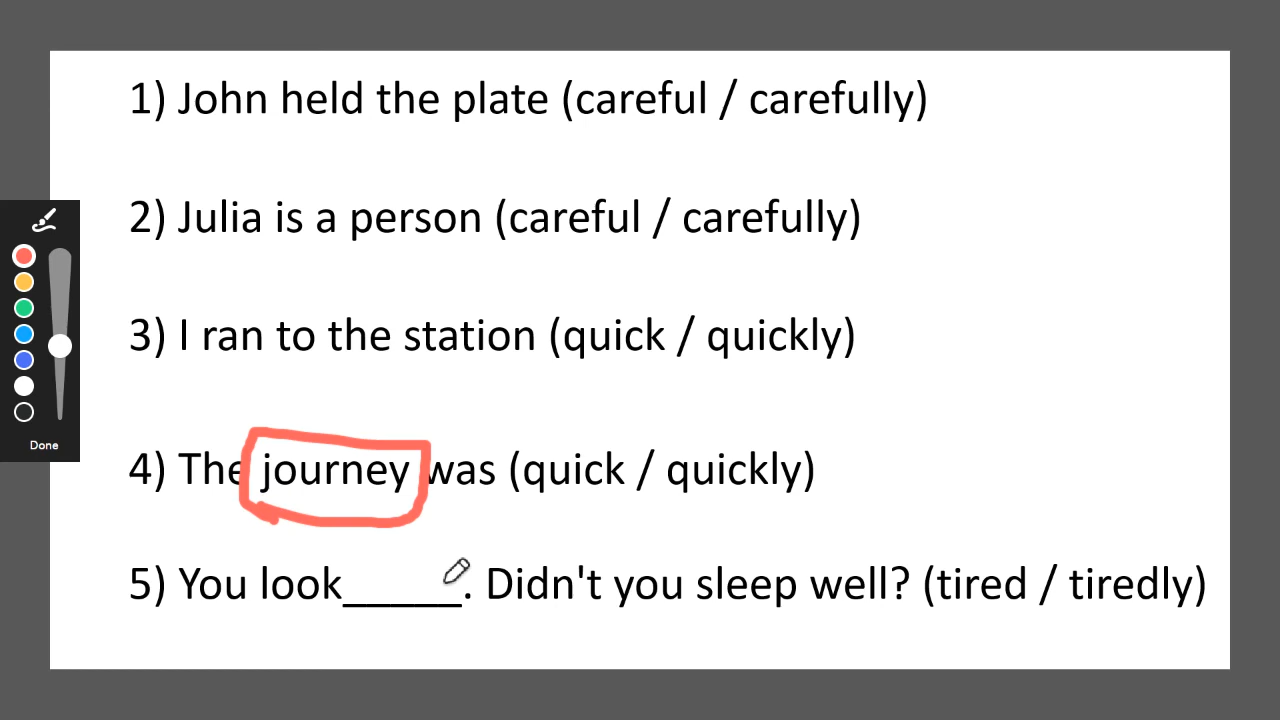 1) John held the plate (careful / carefully)
2) Julia is a person (careful / carefully)
3) I ran to the station (quick / quickly)
4) The journey was (quick / quickly)
Done
5) You look_____. Didn't you sleep well? (tired / tiredly)